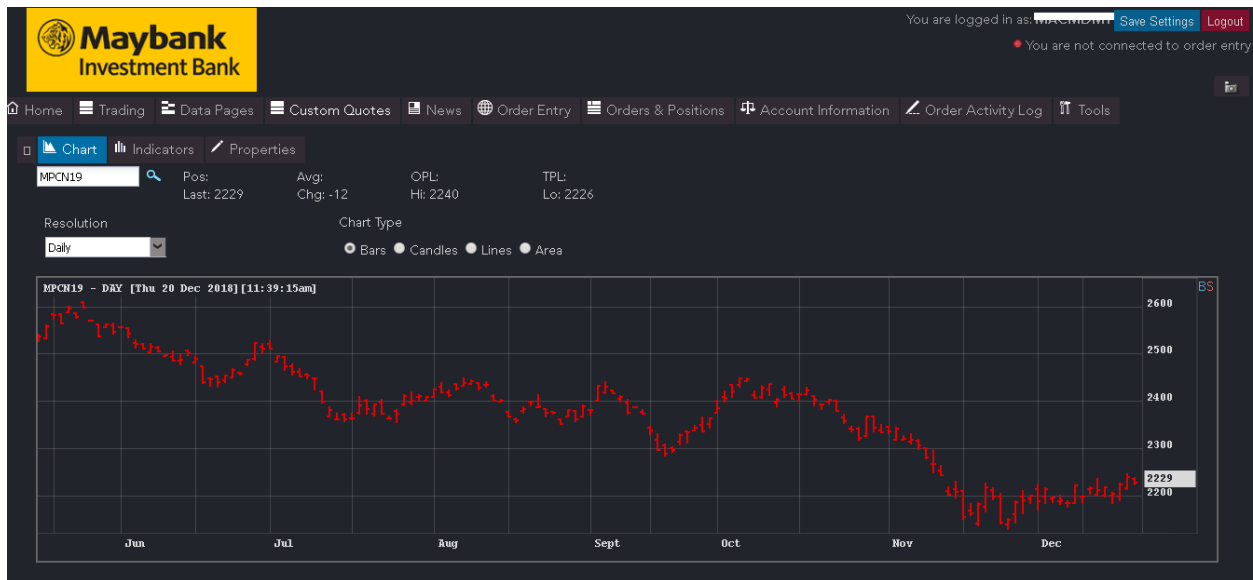 Maybank
Investment Bank
You are logged in as: Save Settings Logout
You are not connected to order entry
Home Trading Data Pages Custom Quotes News Order Entry Orders & Positions Account Information Order Activity Log Tools
Chart Indicators Properties
MPCN19 Pos: Avg: OPL: TPL:
Last: 2229 Chg: -12 Hi: 2240 Lo: 2226
Resolution Chart Type
Daily Bars Candles Lines Area
MPCN19 - DAY [Thu 20 Dec 2018][11:39:15am] BS
2600
2500
2400
2300
2229
2200
Jun Jul Aug Sept Oct Nov Dec